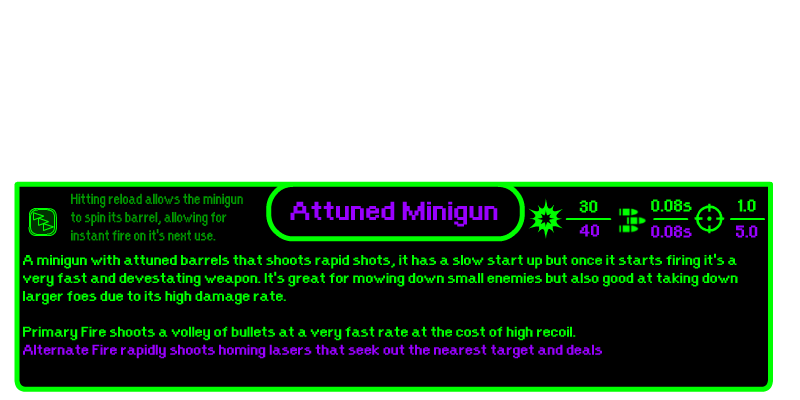 Hitting reload allows the minigun
to spin its barrel, allowing for
instant fire on it's next use.
Attuned Minigun
30
40
0.08s
0.08s
1.0
5.0
A minigun with attuned barrels that shoots rapid shots, it has a slow start up but once it starts firing it's a
very fast and devestating weapon. It's great for mowing down small enemies but also good at taking down
larger foes due to its high damage rate.
Primary Fire shoots a volley of bullets at a very fast rate at the cost of high recoil.
Alternate Fire rapidly shoots homing lasers that seek out the nearest target and deals